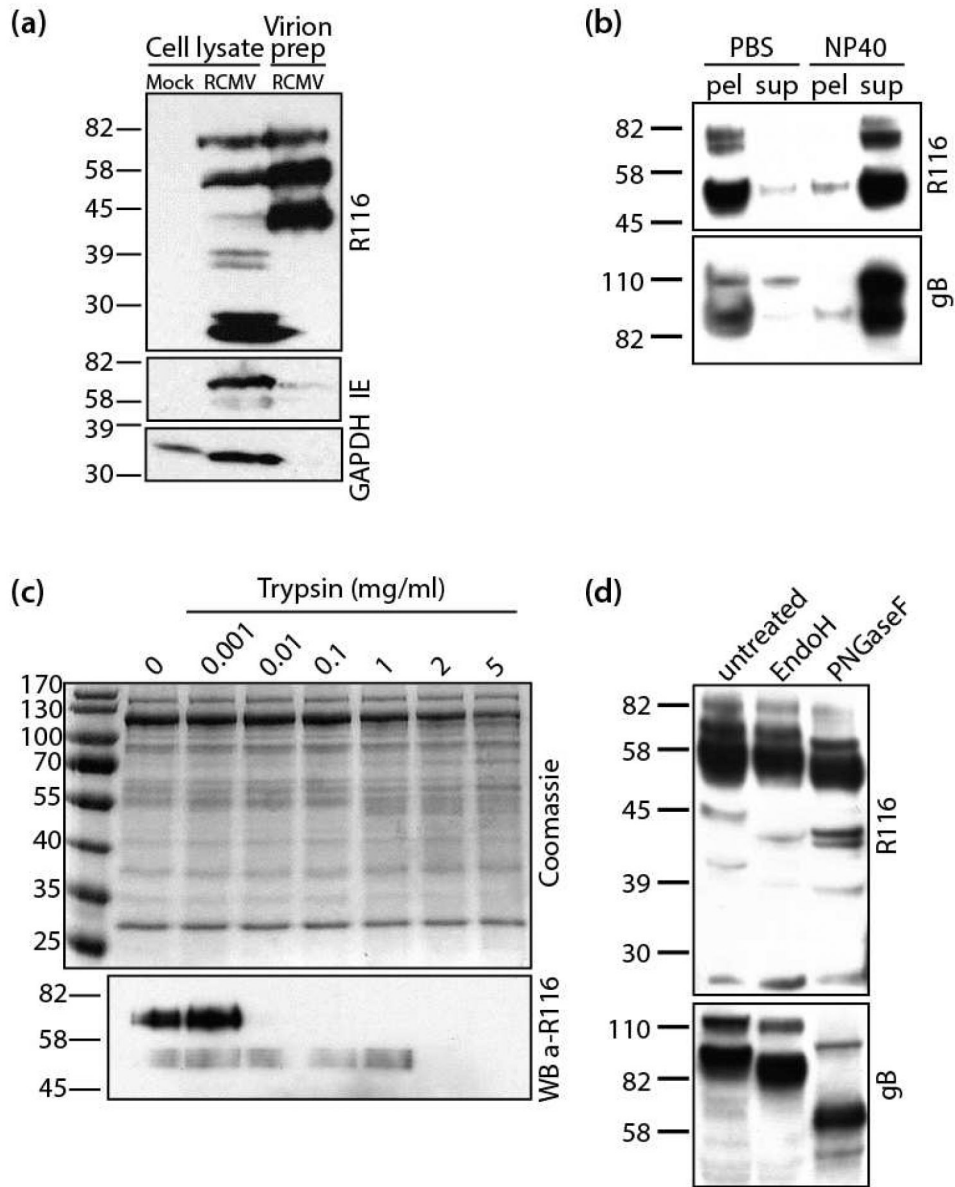 (a)
Cell lysate
Virion
prep
Mock RCMV RCMV
82
58
45
39
30
R116
82
58
IE
39
30
GAPDH
(b)
PBS NP40
pel sup pel sup
82
58
45
R116
110
82
gB
(c)
Trypsin (mg/ml)
0 0.001 0.01 0.1 1 2 5
170
130
100
70
55
40
35
25
Coomassie
82
58
45
WB a-R116
(d)
untreated EndoH PNGaseF
82
58
45
39
30
R116
110
82
58
gB